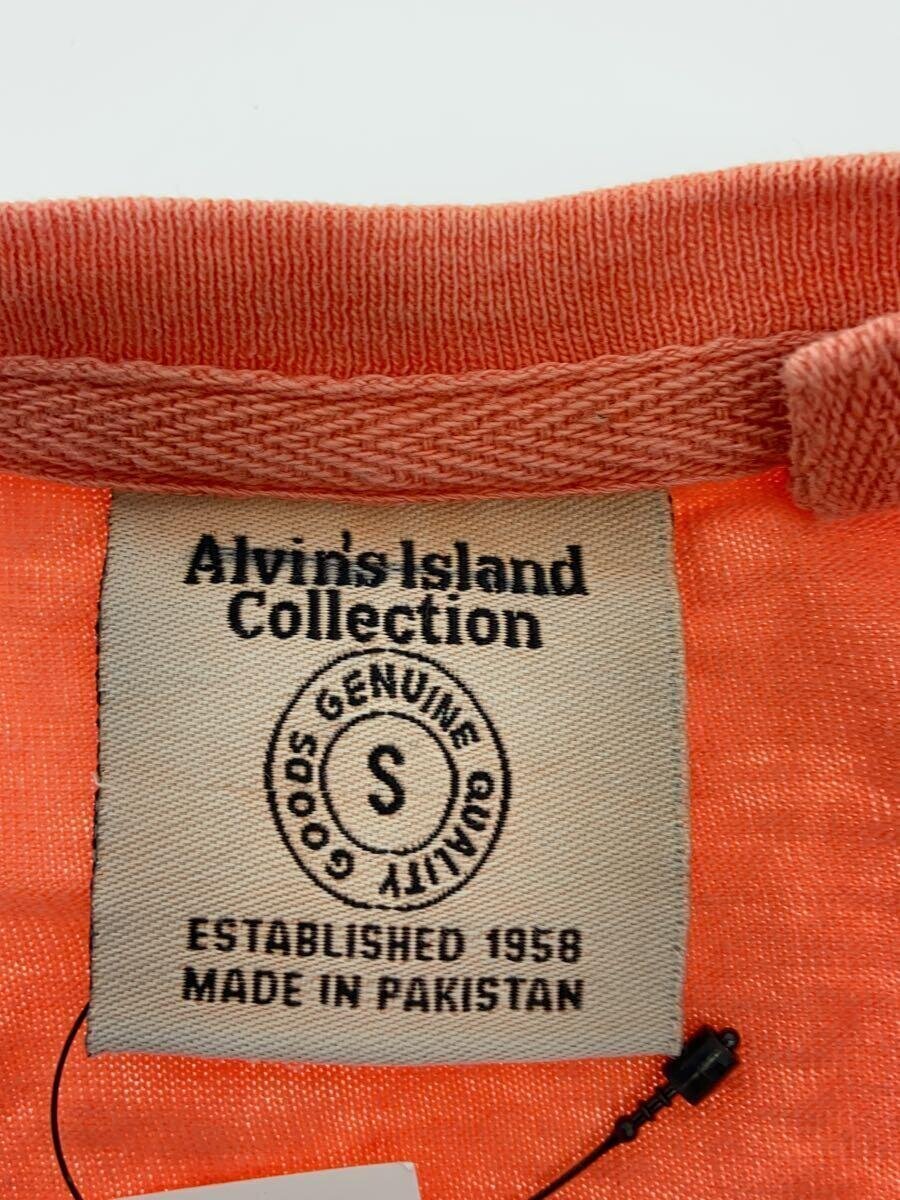 Alvin's Island
Collection
GENUINE QUALITY GOODS
S
ESTABLISHED 1958
MADE IN PAKISTAN